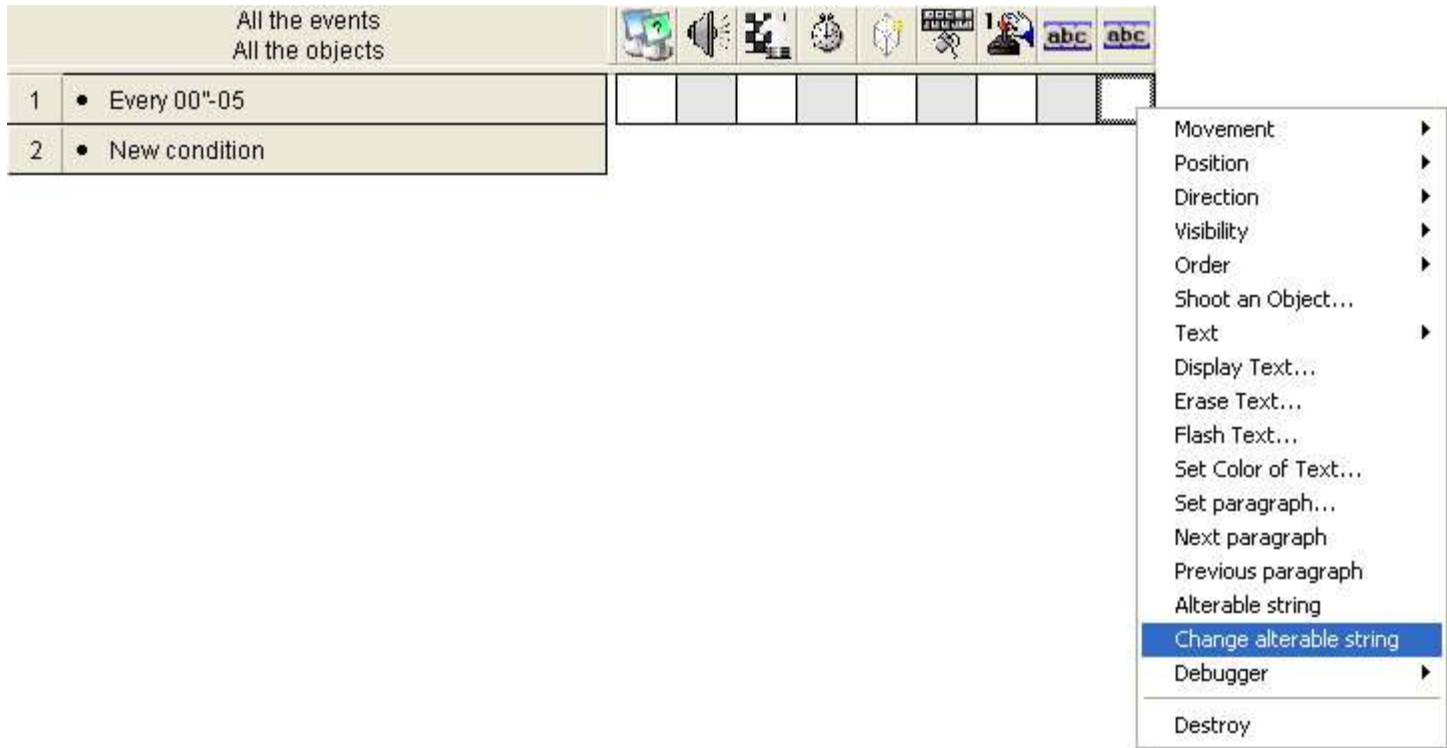 All the events
All the objects
1
abc abc
1 • Every 00"-05
2 • New condition
Movement
Position
Direction
Visibility
Order
Shoot an Object...
Text
Display Text...
Erase Text...
Flash Text...
Set Color of Text...
Set paragraph...
Next paragraph
Previous paragraph
Alterable string
Change alterable string
Debugger
Destroy